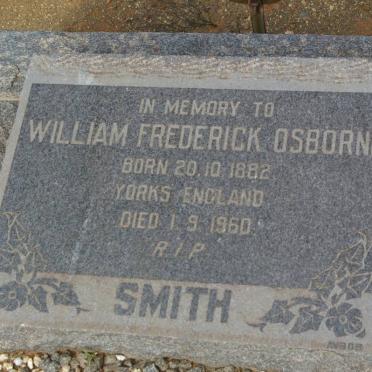 IN MEMORY TO
WILLIAM FREDERICK OSBORN
BORN 20.10.1882
YORKS ENGLAND
DIED 1.9.1960
R.I.P
SMITH